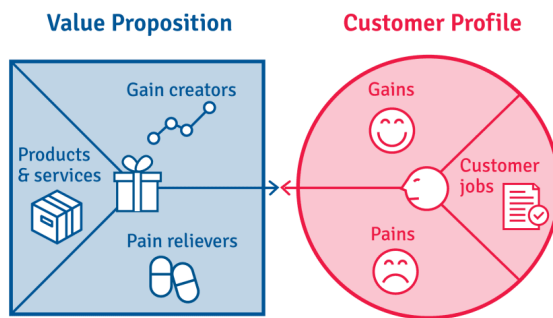 Value Proposition
Customer Profile
Gain creators
Products
& services
Pain relievers
Gains
Customer
jobs
Pains